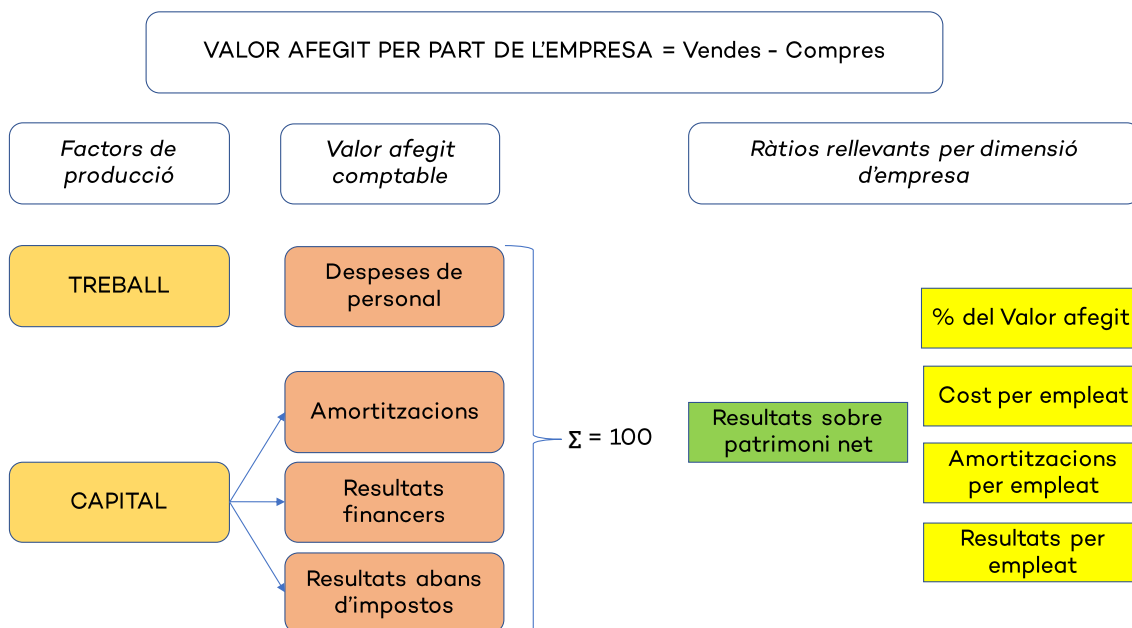 VALOR AFEGIT PER PART DE L'EMPRESA = Vendes - Compres
Factors de
producció
Valor afegit
comptable
Ràtios rellevants per dimensió
d'empresa
TREBALL
Despeses de
personal
% del Valor afegit
Amortitzacions
Cost per empleat
Resultats sobre
patrimoni net
Σ = 100
Amortitzacions
per empleat
CAPITAL
Resultats
financers
Resultats per
empleat
Resultats abans
d'impostos